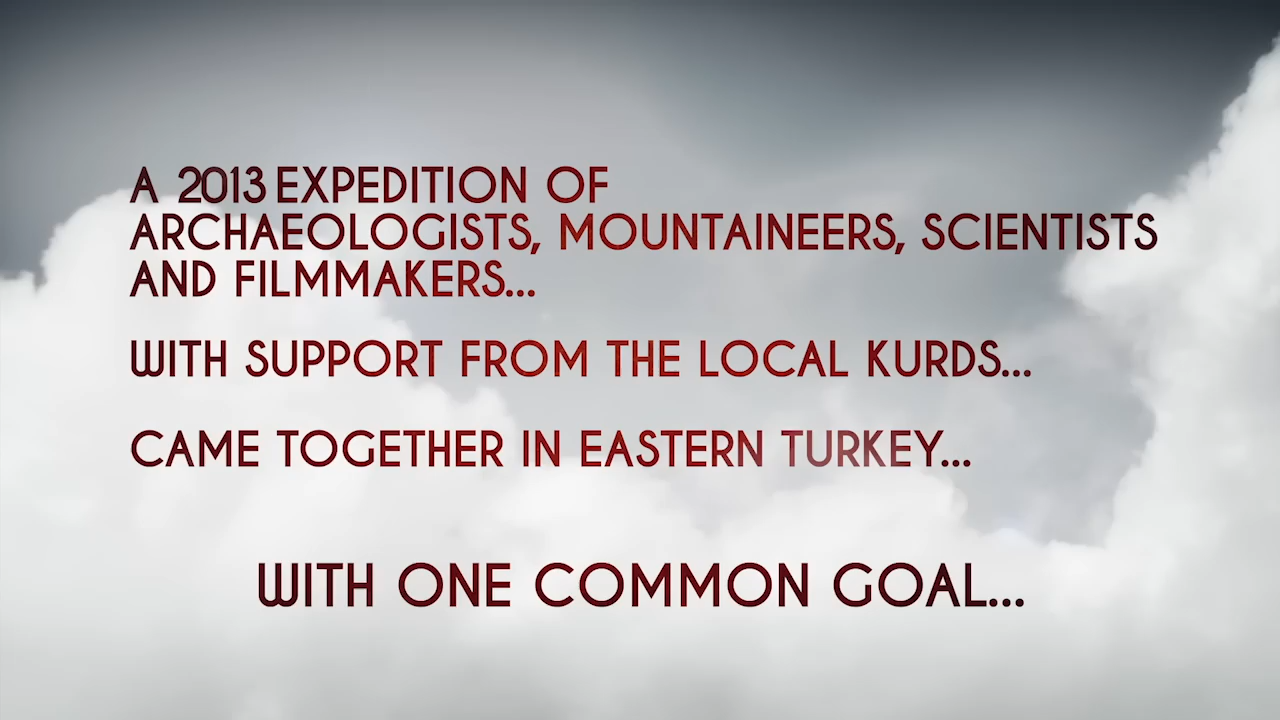 A 2013 EXPEDITION OF
ARCHAEOLOGISTS, MOUNTAINEERS, SCIENTISTS
AND FILMMAKERS...
WITH SUPPORT FROM THE LOCAL KURDS...
CAME TOGETHER IN EASTERN TURKEY...
WITH ONE COMMON GOAL...